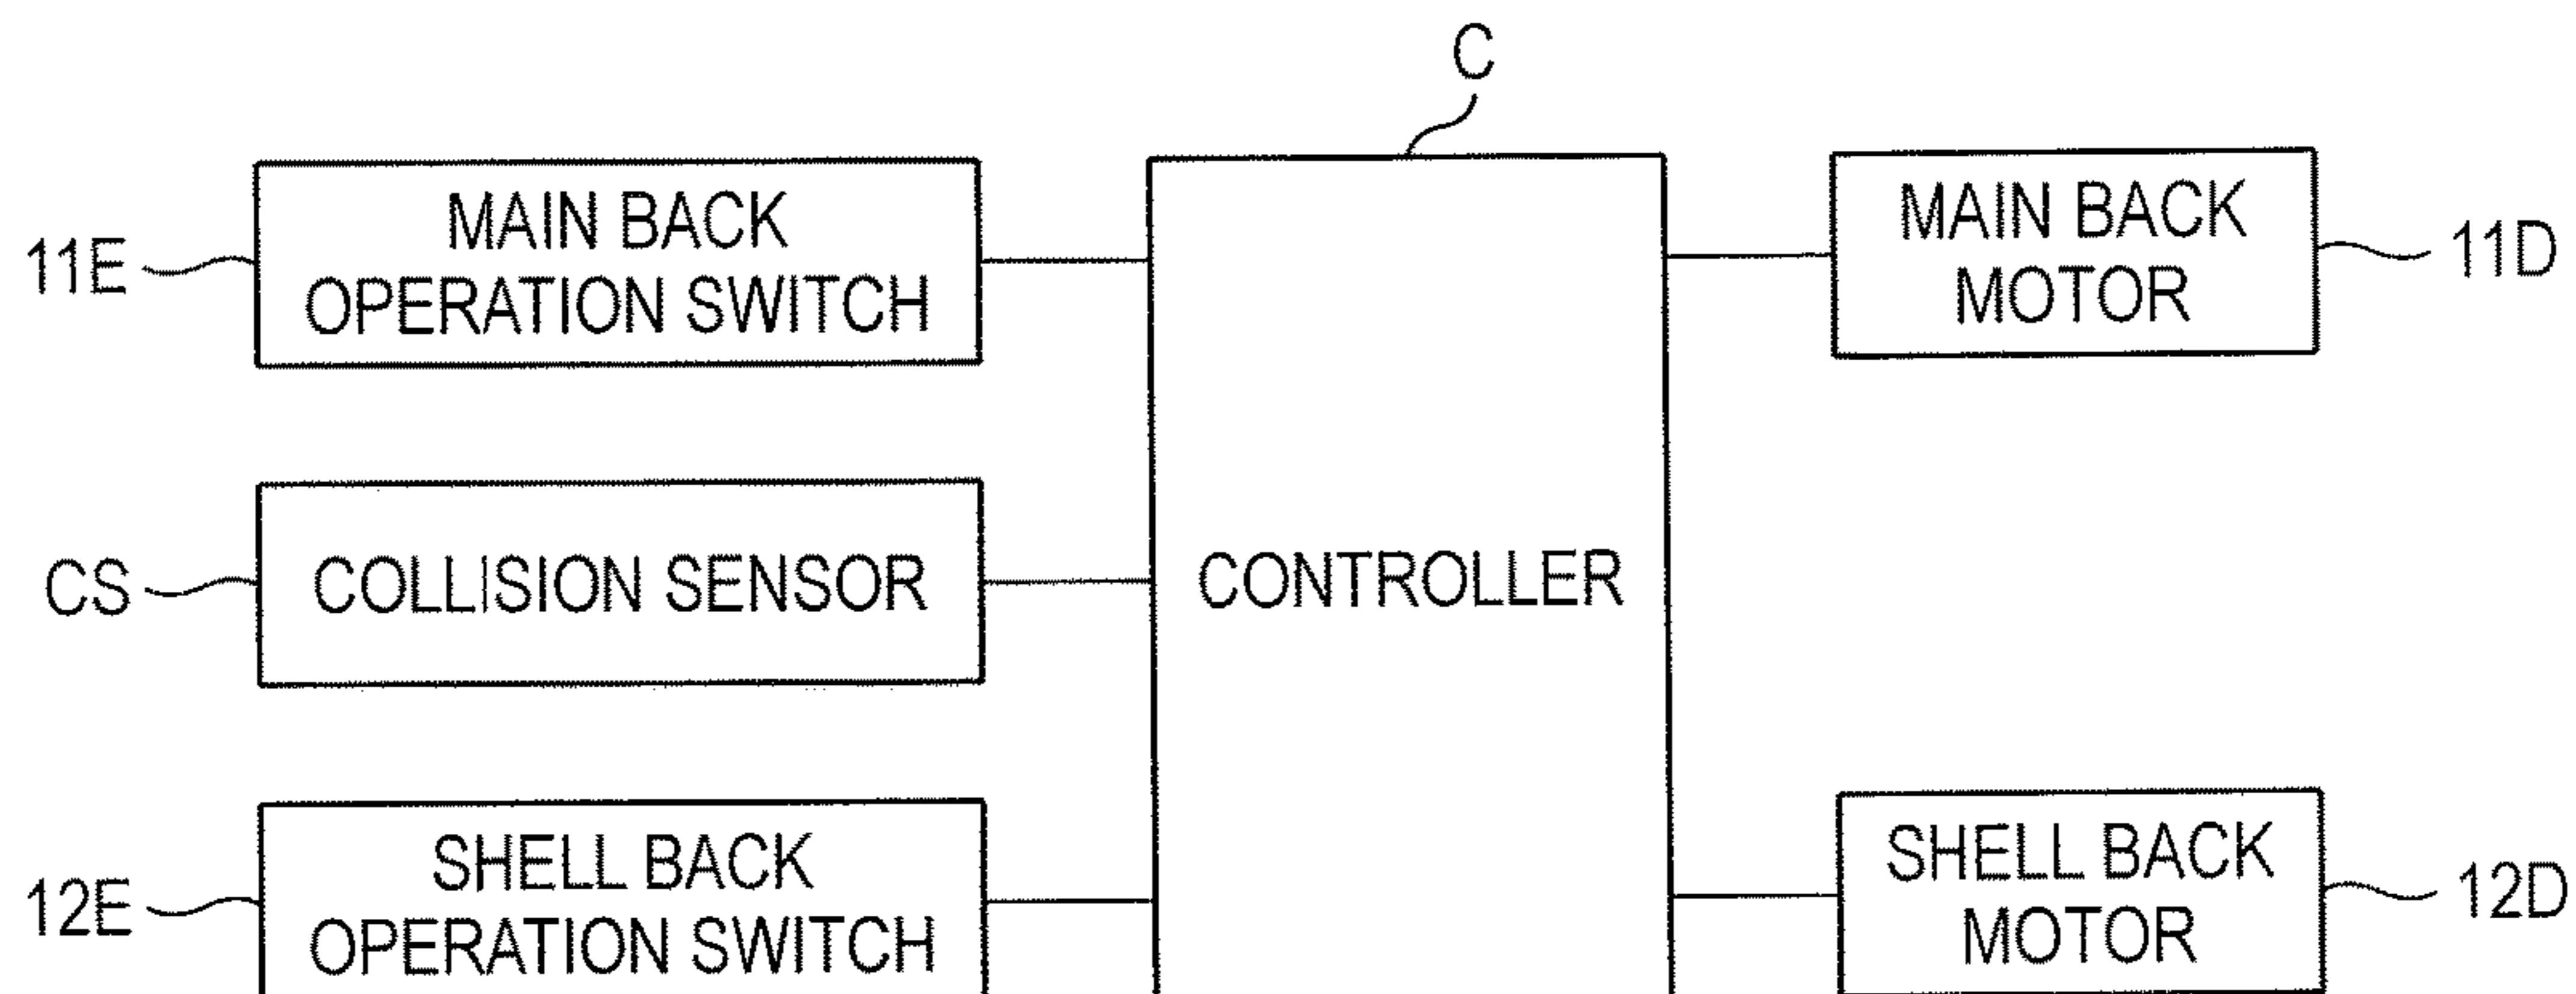 C
11E
MAIN BACK
OPERATION SWITCH
MAIN BACK
MOTOR
11D
CS
COLLISION SENSOR
CONTROLLER
12E
SHELL BACK
OPERATION SWITCH
SHELL BACK
MOTOR
12D